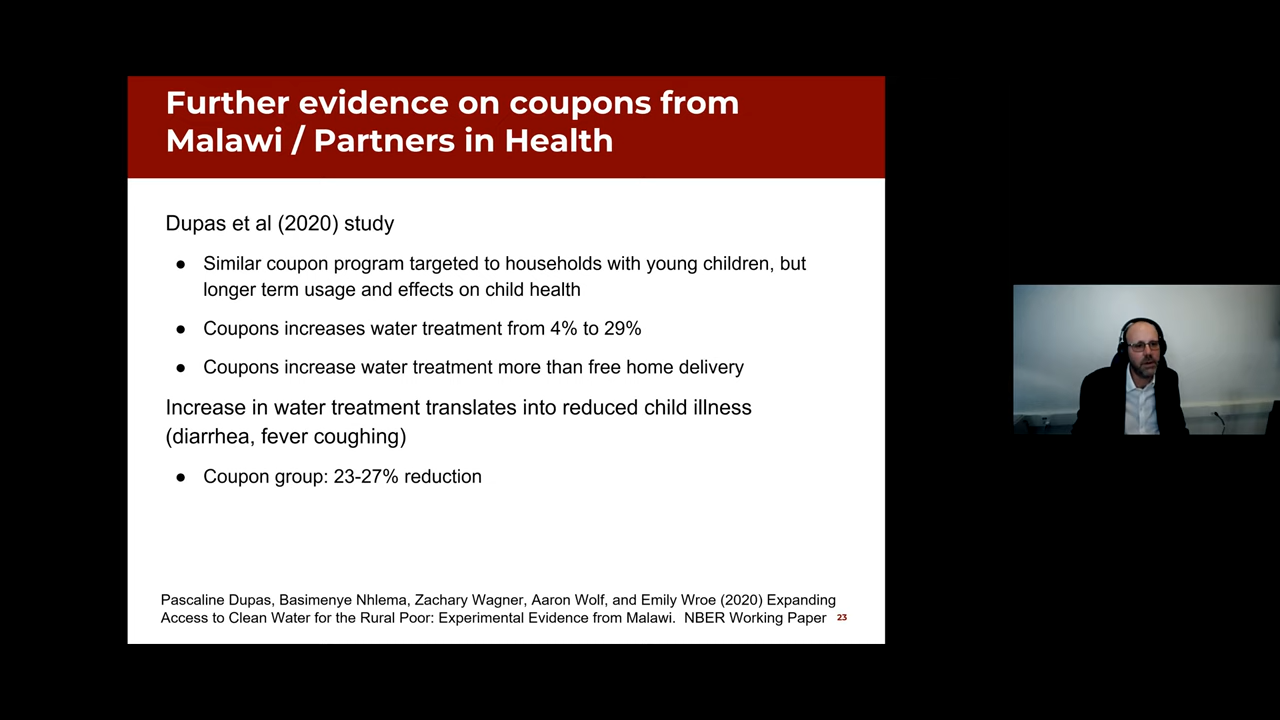 Further evidence on coupons from
Malawi / Partners in Health
Dupas et al (2020) study
● Similar coupon program targeted to households with young children, but
longer term usage and effects on child health
● Coupons increases water treatment from 4% to 29%
● Coupons increase water treatment more than free home delivery
Increase in water treatment translates into reduced child illness
(diarrhea, fever coughing)
● Coupon group: 23-27% reduction
Pascaline Dupas, Basimenye Nhlema, Zachary Wagner, Aaron Wolf, and Emily Wroe (2020) Expanding
Access to Clean Water for the Rural Poor: Experimental Evidence from Malawi. NBER Working Paper 23